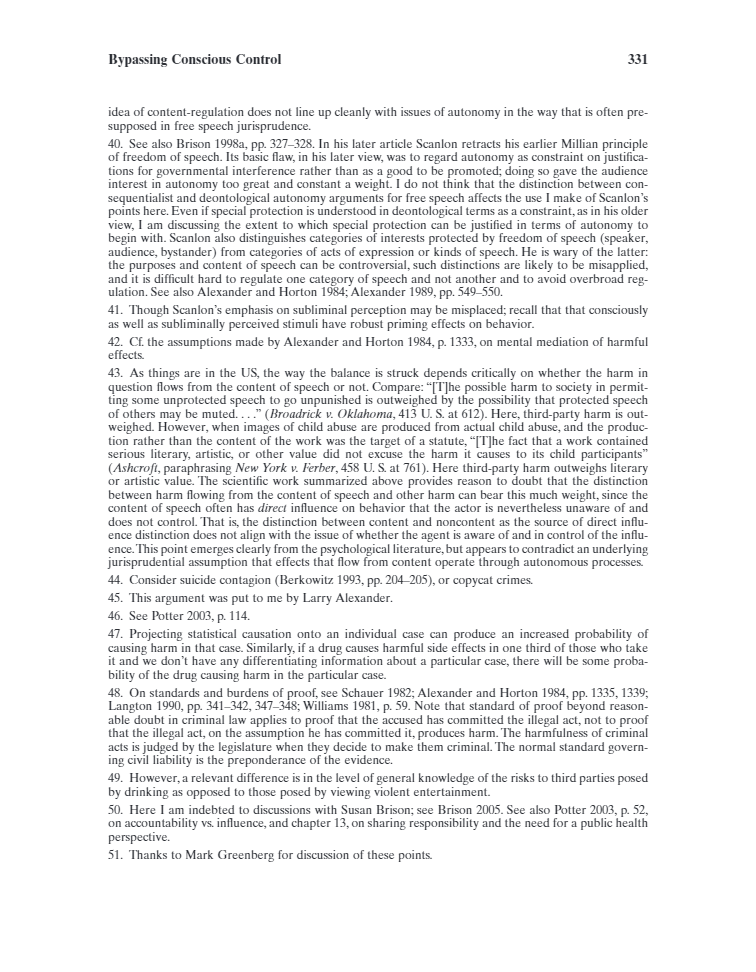 Bypassing Conscious Control 331
idea of content-regulation does not line up cleanly with issues of autonomy in the way that is often pre-
supposed in free speech jurisprudence.
40. See also Brison 1998a, pp. 327–328. In his later article Scanlon retracts his earlier Millian principle
of freedom of speech. Its basic flaw, in his later view, was to regard autonomy as constraint on justifica-
tions for governmental interference rather than as a good to be promoted; doing so gave the audience
interest in autonomy too great and constant a weight. I do not think that the distinction between con-
sequentialist and deontological autonomy arguments for free speech affects the use I make of Scanlon's
points here. Even if special protection is understood in deontological terms as a constraint, as in his older
view, I am discussing the extent to which special protection can be justified in terms of autonomy to
begin with. Scanlon also distinguishes categories of interests protected by freedom of speech (speaker,
audience, bystander) from categories of acts of expression or kinds of speech. He is wary of the latter:
the purposes and content of speech can be controversial, such distinctions are likely to be misapplied,
and it is difficult hard to regulate one category of speech and not another and to avoid overbroad reg-
ulation. See also Alexander and Horton 1984; Alexander 1989, pp. 549–550.
41. Though Scanlon's emphasis on subliminal perception may be misplaced; recall that that consciously
as well as subliminally perceived stimuli have robust priming effects on behavior.
42. Cf. the assumptions made by Alexander and Horton 1984, p. 1333, on mental mediation of harmful
effects.
43. As things are in the US, the way the balance is struck depends critically on whether the harm in
question flows from the content of speech or not. Compare: "[T]he possible harm to society in permit-
ting some unprotected speech to go unpunished is outweighed by the possibility that protected speech
of others may be muted. . . ." (Broadrick v. Oklahoma, 413 U. S. at 612). Here, third-party harm is out-
weighed. However, when images of child abuse are produced from actual child abuse, and the produc-
tion rather than the content of the work was the target of a statute, "[T]he fact that a work contained
serious literary, artistic, or other value did not excuse the harm it causes to its child participants"
(Ashcroft, paraphrasing New York v. Ferber, 458 U. S. at 761). Here third-party harm outweighs literary
or artistic value. The scientific work summarized above provides reason to doubt that the distinction
between harm flowing from the content of speech and other harm can bear this much weight, since the
content of speech often has direct influence on behavior that the actor is nevertheless unaware of and
does not control. That is, the distinction between content and noncontent as the source of direct influ-
ence distinction does not align with the issue of whether the agent is aware of and in control of the influ-
ence. This point emerges clearly from the psychological literature, but appears to contradict an underlying
jurisprudential assumption that effects that flow from content operate through autonomous processes.
44. Consider suicide contagion (Berkowitz 1993, pp. 204–205), or copycat crimes.
45. This argument was put to me by Larry Alexander.
46. See Potter 2003, p. 114.
47. Projecting statistical causation onto an individual case can produce an increased probability of
causing harm in that case. Similarly, if a drug causes harmful side effects in one third of those who take
it and we don't have any differentiating information about a particular case, there will be some proba-
bility of the drug causing harm in the particular case.
48. On standards and burdens of proof, see Schauer 1982; Alexander and Horton 1984, pp. 1335, 1339;
Langton 1990, pp. 341–342, 347–348; Williams 1981, p. 59. Note that standard of proof beyond reason-
able doubt in criminal law applies to proof that the accused has committed the illegal act, not to proof
that the illegal act, on the assumption he has committed it, produces harm. The harmfulness of criminal
acts is judged by the legislature when they decide to make them criminal. The normal standard govern-
ing civil liability is the preponderance of the evidence.
49. However, a relevant difference is in the level of general knowledge of the risks to third parties posed
by drinking as opposed to those posed by viewing violent entertainment.
50. Here I am indebted to discussions with Susan Brison; see Brison 2005. See also Potter 2003, p. 52,
on accountability vs. influence, and chapter 13, on sharing responsibility and the need for a public health
perspective.
51. Thanks to Mark Greenberg for discussion of these points.